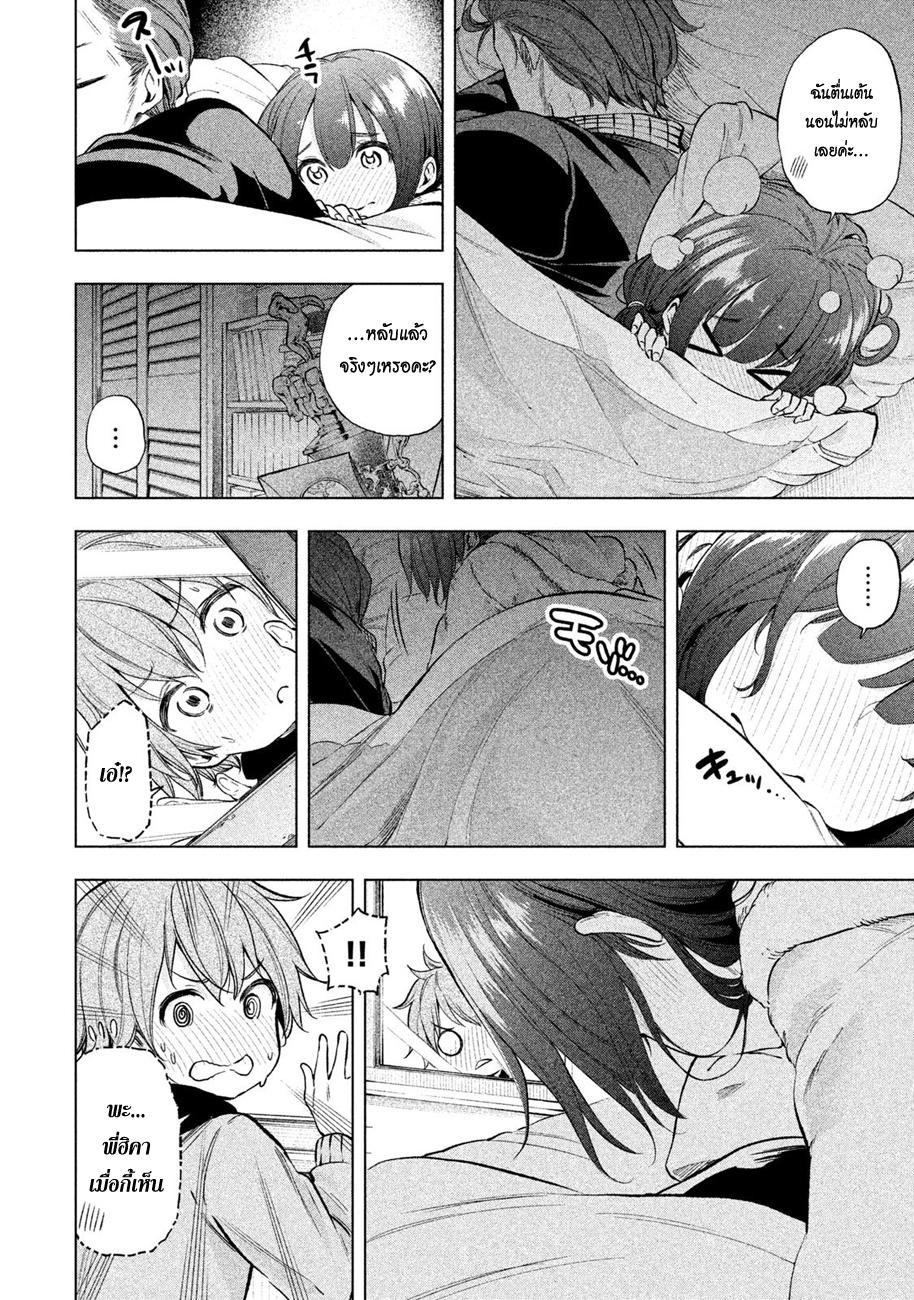 ฉันตื่นเต้น
นอนไม่หลับ
เลยค่ะ...
チラ
スーッ
...หลับแล้ว
จริงๆเหรอคะ?
...
......
キュッ...
モゾ...
เอ๋!?
!!
พะ...
พี่ฮิคา
เมื่อกี้เห็น